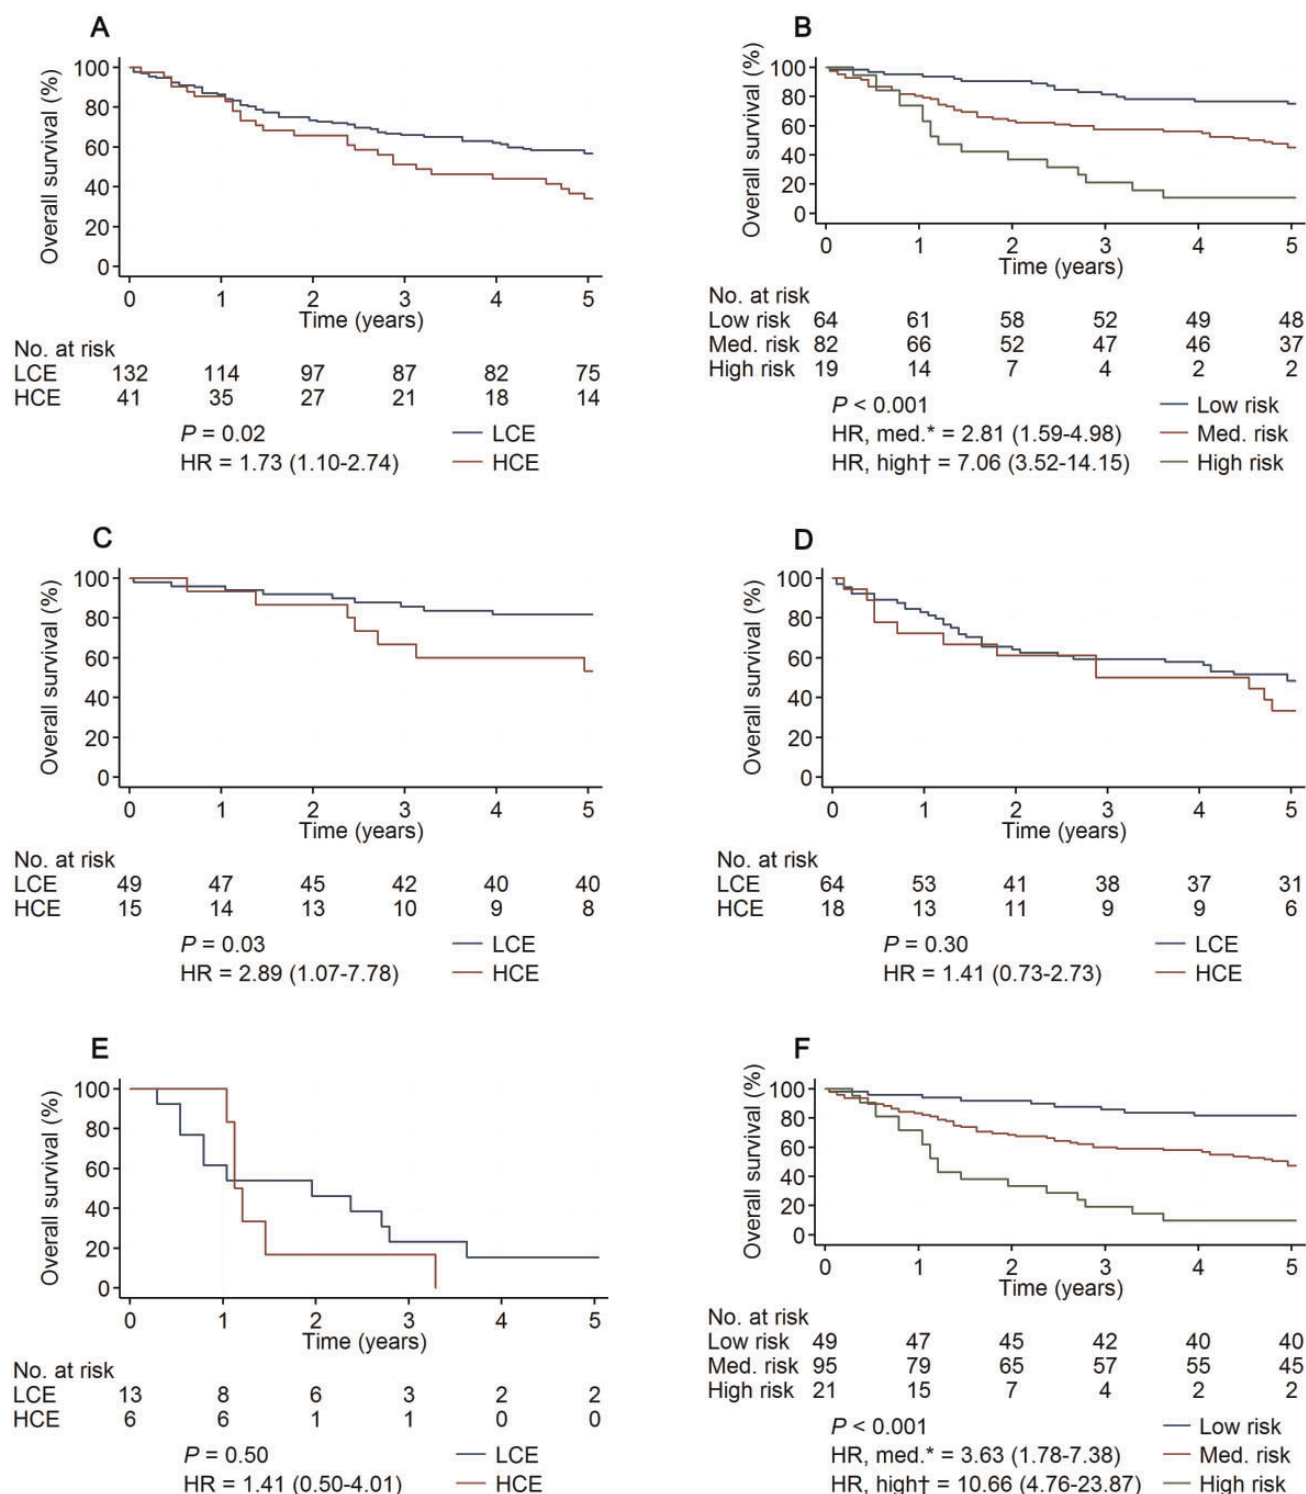 A
Overall survival (%)
100
80
60
40
20
0
0 1 2 3 4 5
Time (years)
No. at risk
LCE 132 114 97 87 82 75
HCE 41 35 27 21 18 14
P = 0.02
HR = 1.73 (1.10-2.74)
LCE
HCE
B
Overall survival (%)
100
80
60
40
20
0
0 1 2 3 4 5
Time (years)
No. at risk
Low risk 64 61 58 52 49 48
Med. risk 82 66 52 47 46 37
High risk 19 14 7 4 2 2
P < 0.001
HR, med.* = 2.81 (1.59-4.98)
HR, high† = 7.06 (3.52-14.15)
Low risk
Med. risk
High risk
C
Overall survival (%)
100
80
60
40
20
0
0 1 2 3 4 5
Time (years)
No. at risk
LCE 49 47 45 42 40 40
HCE 15 14 13 10 9 8
P = 0.03
HR = 2.89 (1.07-7.78)
LCE
HCE
D
Overall survival (%)
100
80
60
40
20
0
0 1 2 3 4 5
Time (years)
No. at risk
LCE 64 53 41 38 37 31
HCE 18 13 11 9 9 6
P = 0.30
HR = 1.41 (0.73-2.73)
LCE
HCE
E
Overall survival (%)
100
80
60
40
20
0
0 1 2 3 4 5
Time (years)
No. at risk
LCE 13 8 6 3 2 2
HCE 6 6 1 1 0 0
P = 0.50
HR = 1.41 (0.50-4.01)
LCE
HCE
F
Overall survival (%)
100
80
60
40
20
0
0 1 2 3 4 5
Time (years)
No. at risk
Low risk 49 47 45 42 40 40
Med. risk 95 79 65 57 55 45
High risk 21 15 7 4 2 2
P < 0.001
HR, med.* = 3.63 (1.78-7.38)
HR, high† = 10.66 (4.76-23.87)
Low risk
Med. risk
High risk